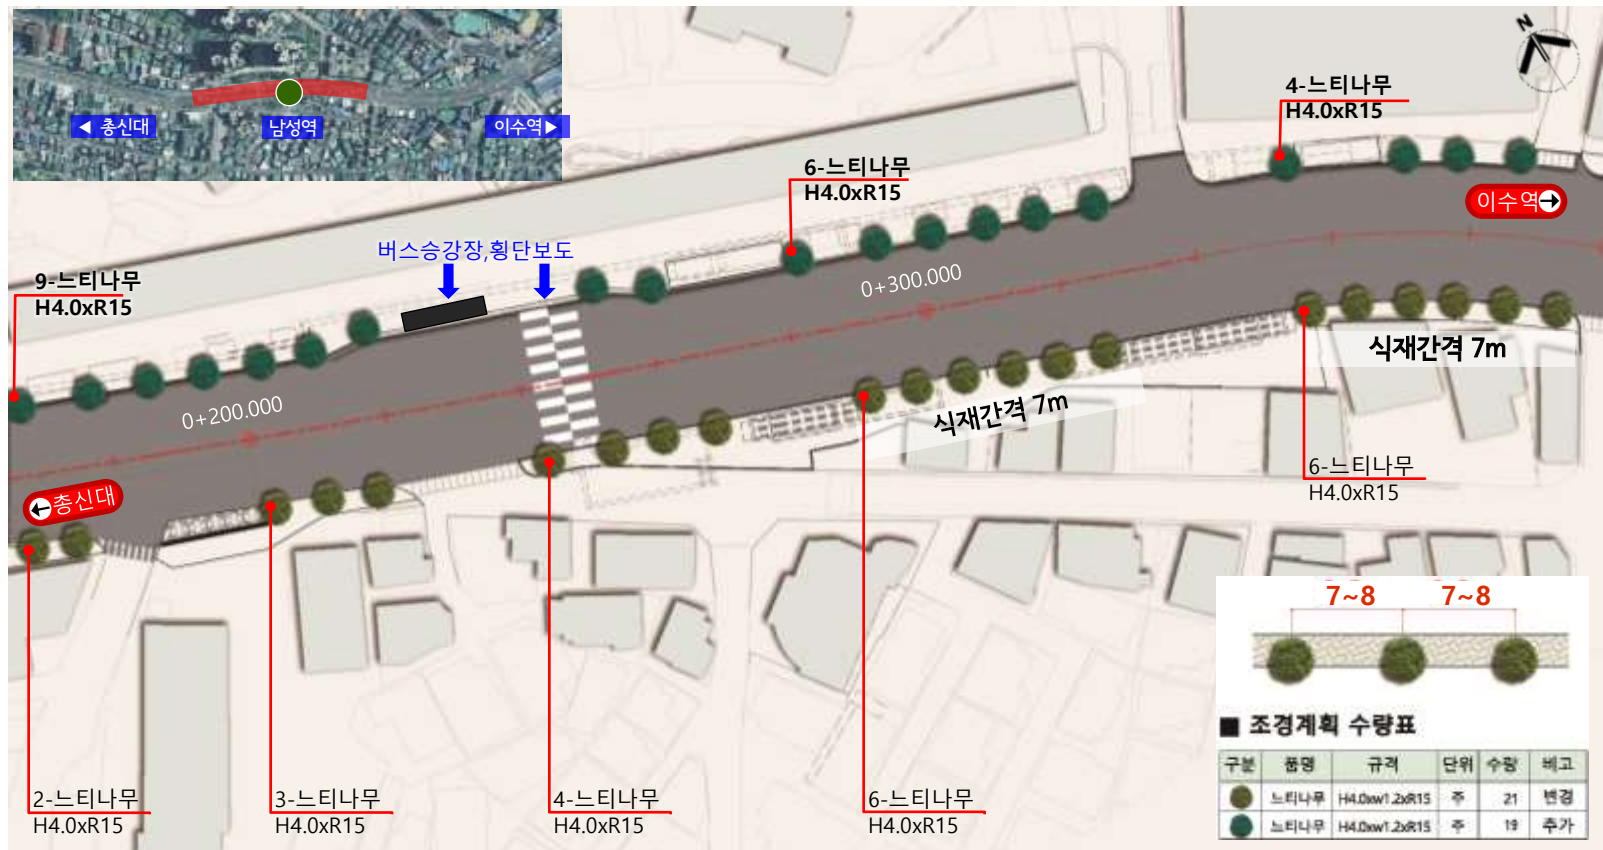 N
◀ 총신대
남성역
이수역▶
4-느티나무
H4.0xR15
6-느티나무
H4.0xR15
이수역
버스승강장,횡단보도
9-느티나무
H4.0xR15
0+300.000
0+200.000
식재간격 7m
식재간격 7m
총신대
6-느티나무
H4.0xR15
2-느티나무
H4.0xR15
3-느티나무
H4.0xR15
4-느티나무
H4.0xR15
6-느티나무
H4.0xR15
7~8 7~8
■ 조경계획 수량표
구분 품명 규격 단위 수량 비고
느티나무 H4.0xw1.2xR15 주 21 변경
느티나무 H4.0xw1.2xR15 주 19 추가